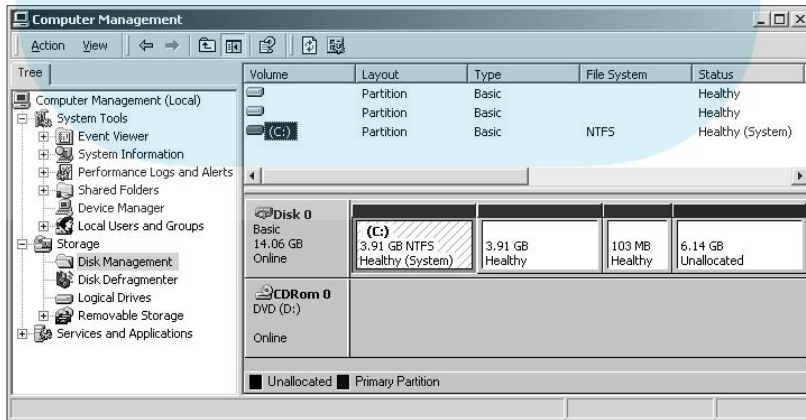 Computer Management
Action View
Tree
Computer Management (Local)
System Tools
Event Viewer
System Information
Performance Logs and Alerts
Shared Folders
Device Manager
Local Users and Groups
Storage
Disk Management
Disk Defragmenter
Logical Drives
Removable Storage
Services and Applications
Volume Layout Type File System Status
Partition Basic Healthy
Partition Basic Healthy
(C:) Partition Basic NTFS Healthy (System)
Disk 0
Basic
14.06 GB
Online
(C:)
3.91 GB NTFS
Healthy (System)
3.91 GB
Healthy
103 MB
Healthy
6.14 GB
Unallocated
CDRom 0
DVD (D:)
Online
Unallocated Primary Partition